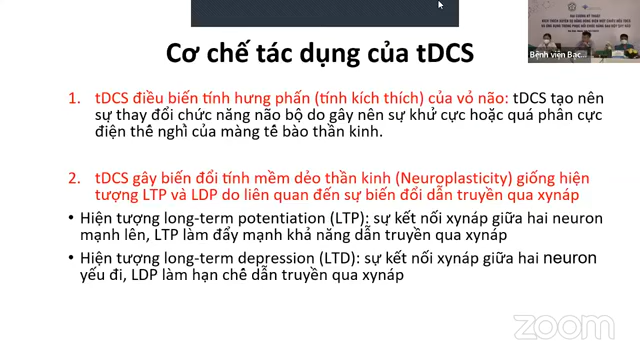 Bệnh viện Bạc...
Cơ chế tác dụng của tDCS
1. tDCS điều biến tính hưng phấn (tính kích thích) của vỏ não: tDCS tạo nên
sự thay đổi chức năng não bộ do gây nên sự khử cực hoặc quá phân cực
điện thế nghỉ của màng tế bào thần kinh.
2. tDCS gây biến đổi tính mềm dẻo thần kinh (Neuroplasticity) giống hiện
tượng LTP và LDP do liên quan đến sự biến đổi dẫn truyền qua xynáp
• Hiện tượng long-term potentiation (LTP): sự kết nối xynáp giữa hai neuron
mạnh lên, LTP làm đẩy mạnh khả năng dẫn truyền qua xynáp
• Hiện tượng long-term depression (LTD): sự kết nối xynáp giữa hai neuron
yếu đi, LDP làm hạn chế dẫn truyền qua xynáp
zoom